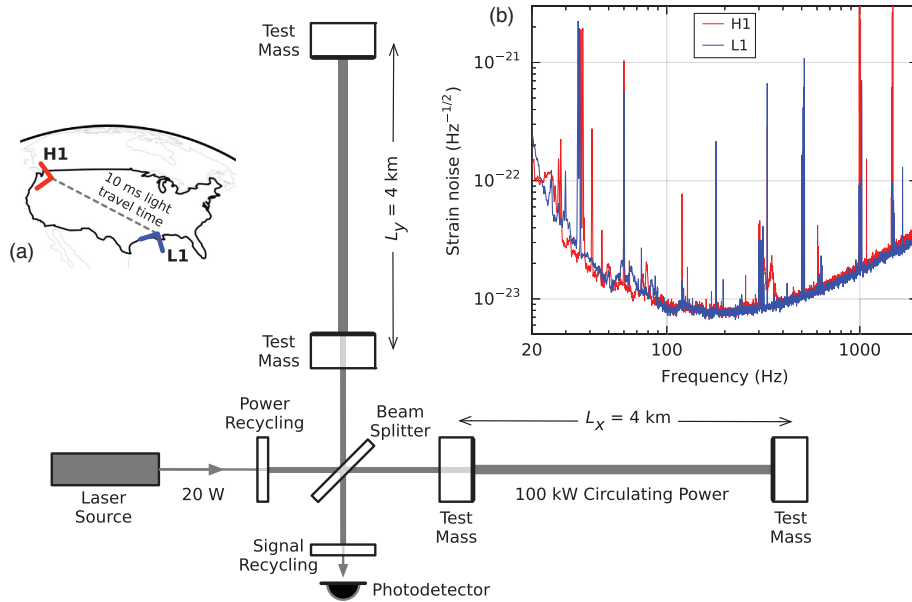 Test
Mass
L_y = 4 km
Test
Mass
Power
Recycling
Beam
Splitter
L_x = 4 km
Laser
Source
20 W
100 kW Circulating Power
Test
Mass
Test
Mass
Signal
Recycling
Photodetector
(a)
H1
10 ms light
travel time
L1
(b)
H1
L1
Strain noise (Hz^{-1/2})
10^{-21}
10^{-22}
10^{-23}
20
100
1000
Frequency (Hz)